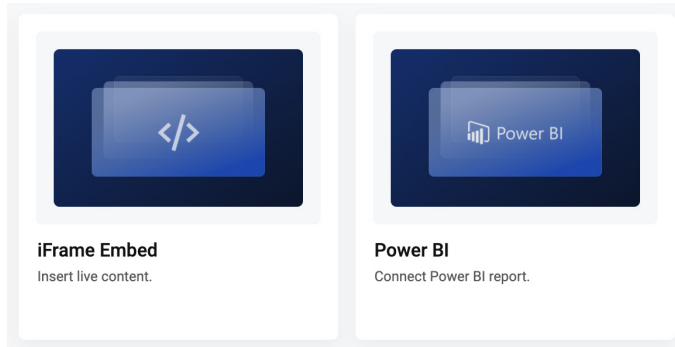 </>
iFrame Embed
Insert live content.
Power BI
Power BI
Connect Power BI report.